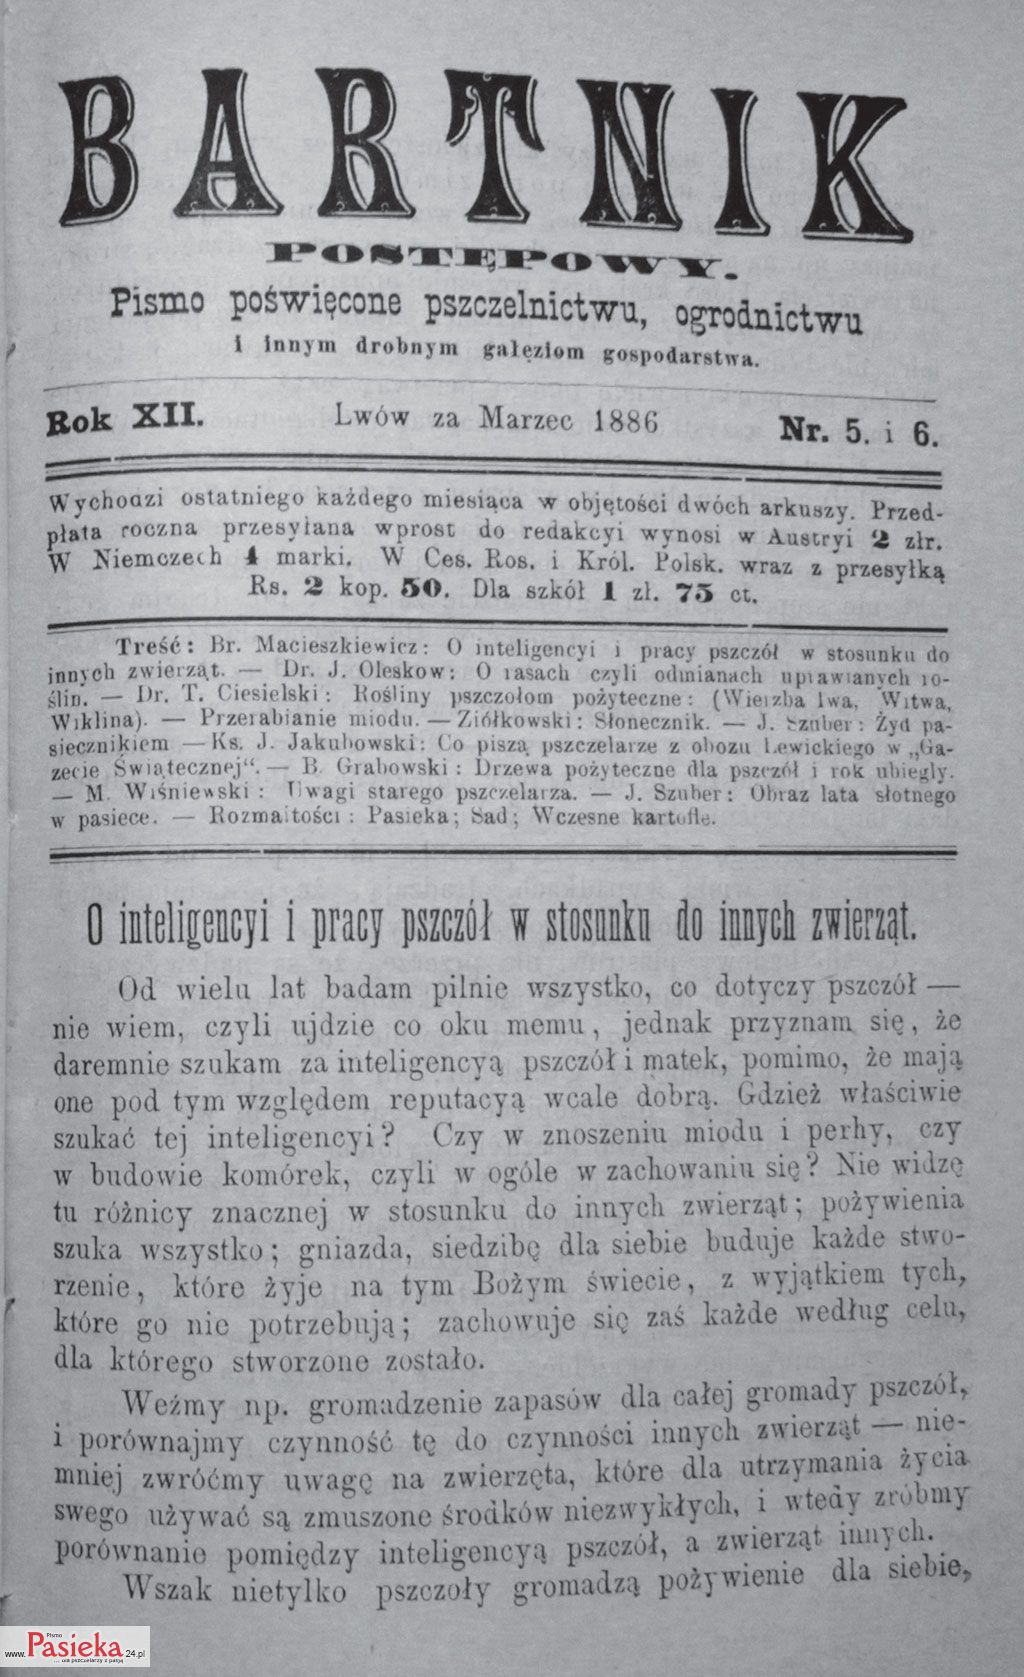 BARTNIK
POSTĘPOWY.
Pismo poświęcone pszczelnictwu, ogrodnictwu
i innym drobnym gałęziom gospodarstwa.
Rok XII. Lwów za Marzec 1886 Nr. 5. i 6.
Wychodzi ostatniego każdego miesiąca w objętości dwóch arkuszy. Przed-
płata roczna przesyłana wprost do redakcyi wynosi w Austryi 2 złr.
W Niemczech 4 marki. W Ces. Ros. i Król. Polsk. wraz z przesyłką
Rs. 2 kop. 50. Dla szkół 1 zł. 75 ct.
Treść: Br. Macieszkiewicz: O inteligencyi i pracy pszczół w stosunku do
innych zwierząt. — Dr. J. Oleskow: O rasach czyli odmianach uprawianych ro-
ślin. — Dr. T. Ciesielski: Rośliny pszczołom pożyteczne: (Wierzba Iwa, Witwa,
Wiklina). — Przerabianie miodu. — Ziółkowski: Słonecznik. — J. Szuber: Żyd pa-
siecznikiem — Ks. J. Jakubowski: Co piszą pszczelarze z obozu Lewickiego w „Ga-
zecie Świątecznej“. — B. Grabowski: Drzewa pożyteczne dla pszczół i rok ubiegły.
— M. Wiśniewski: Uwagi starego pszczelarza. — J. Szuber: Obraz lata słotnego
w pasiece. — Rozmaitości: Pasieka; Sad; Wczesne kartofle.
O inteligencyi i pracy pszczół w stosunku do innych zwierząt.
Od wielu lat badam pilnie wszystko, co dotyczy pszczół —
nie wiem, czyli ujdzie co oku memu, jednak przyznam się, że
daremnie szukam za inteligencyą pszczół i matek, pomimo, że mają
one pod tym względem reputacyą wcale dobrą. Gdzież właściwie
szukać tej inteligencyi? Czy w znoszeniu miodu i perhy, czy
w budowie komórek, czyli w ogóle w zachowaniu się? Nie widzę
tu różnicy znacznej w stosunku do innych zwierząt; pożywienia
szuka wszystko; gniazda, siedzibę dla siebie buduje każde stwo-
rzenie, które żyje na tym Bożym świecie, z wyjątkiem tych,
które go nie potrzebują; zachowuje się zaś każde według celu,
dla którego stworzone zostało.
Weźmy np. gromadzenie zapasów dla całej gromady pszczół,
i porównajmy czynność tę do czynności innych zwierząt — nie-
mniej zwróćmy uwagę na zwierzęta, które dla utrzymania życia
swego używać są zmuszone środków niezwykłych, i wtedy zróbmy
porównanie pomiędzy inteligencyą pszczół, a zwierząt innych.
Wszak nietylko pszczoły gromadzą pożywienie dla siebie,
Pismo
www.Pasieka24.pl
... dla pszczelarzy z pasją